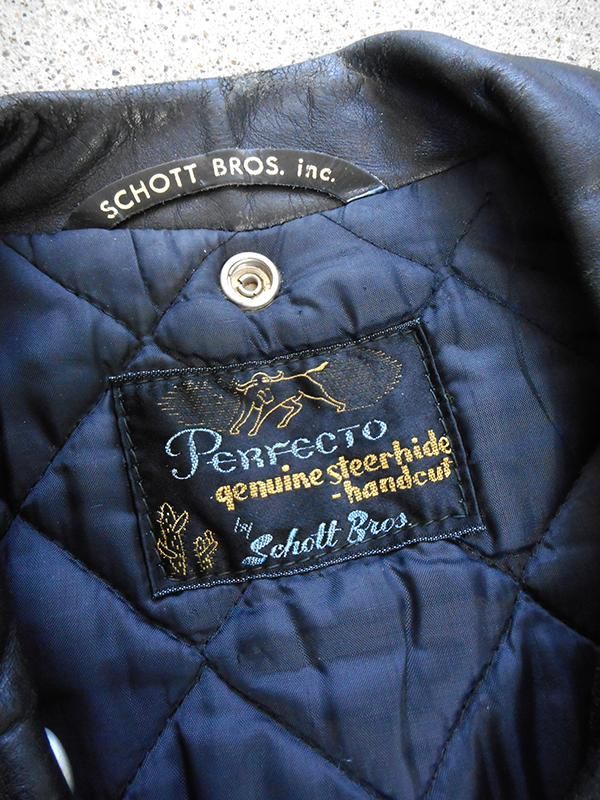 SCHOTT BROS. inc.
PERFECTO
genuine steerhide
-handcut
by
Schott Bros.